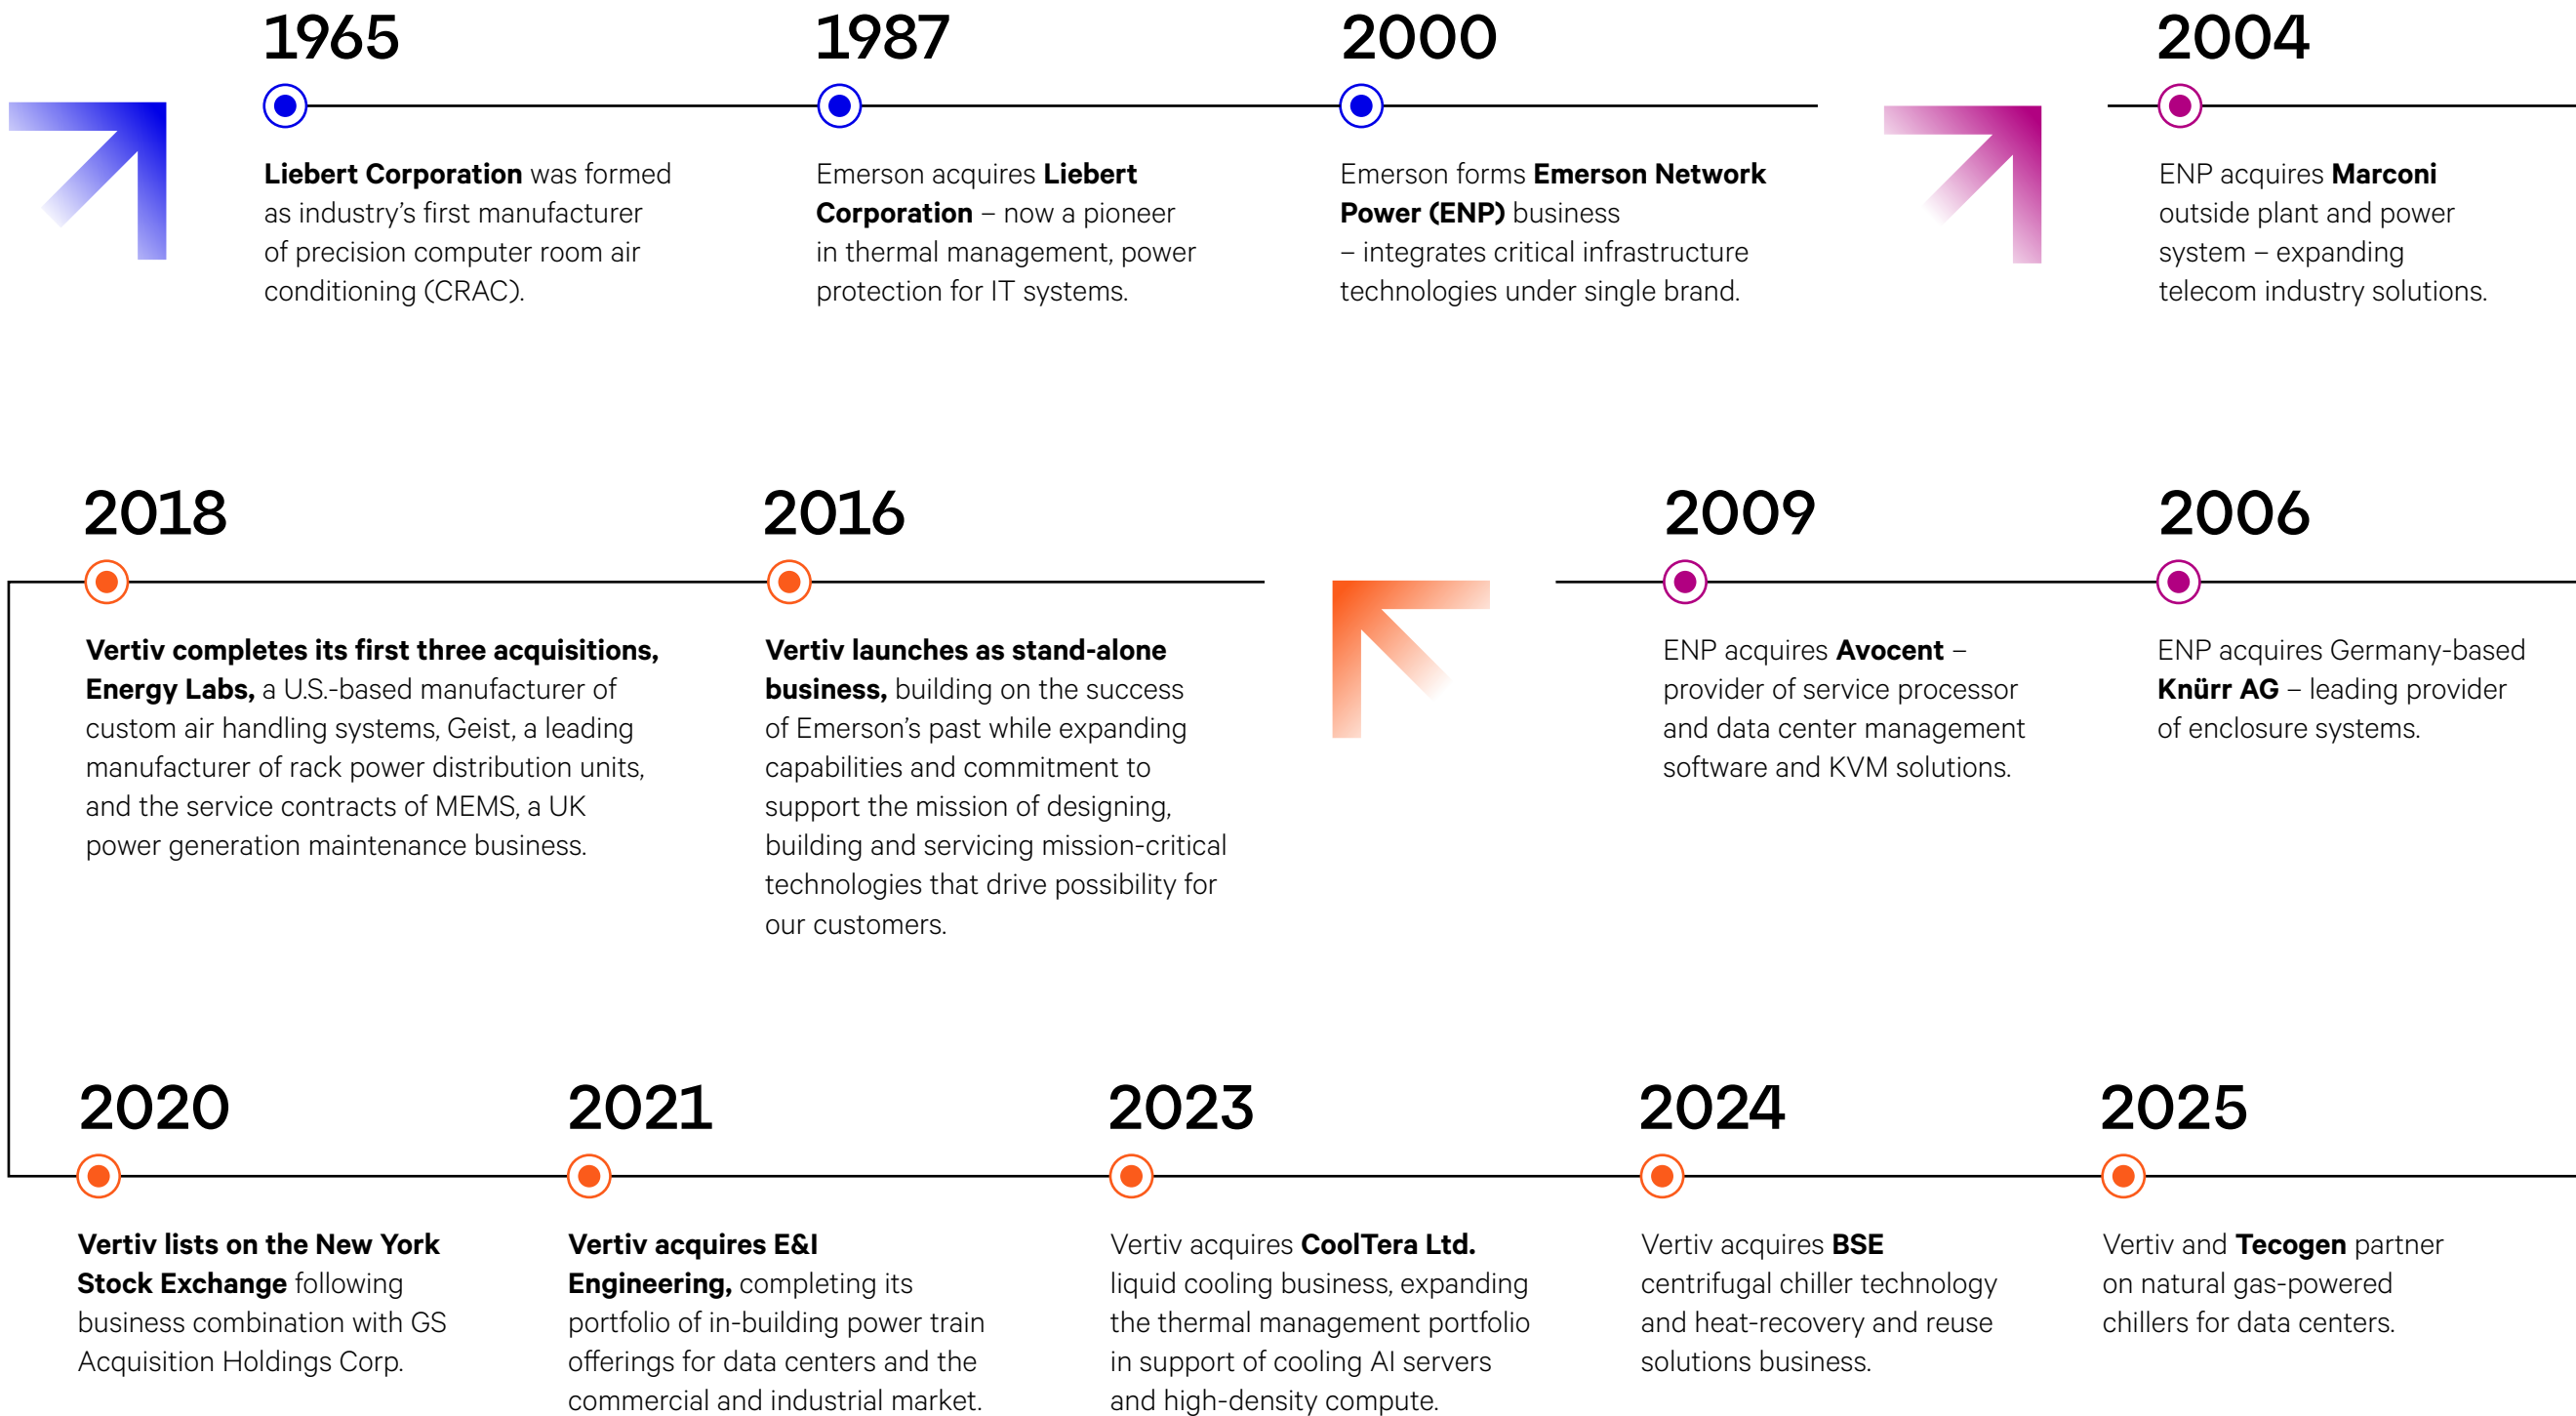 1965
Liebert Corporation was formed
as industry’s first manufacturer
of precision computer room air
conditioning (CRAC).
1987
Emerson acquires Liebert
Corporation – now a pioneer
in thermal management, power
protection for IT systems.
2000
Emerson forms Emerson Network
Power (ENP) business
– integrates critical infrastructure
technologies under single brand.
2004
ENP acquires Marconi
outside plant and power
system – expanding
telecom industry solutions.
2006
ENP acquires Germany-based
Knürr AG – leading provider
of enclosure systems.
2009
ENP acquires Avocent –
provider of service processor
and data center management
software and KVM solutions.
2016
Vertiv launches as stand-alone
business, building on the success
of Emerson’s past while expanding
capabilities and commitment to
support the mission of designing,
building and servicing mission-critical
technologies that drive possibility for
our customers.
2018
Vertiv completes its first three acquisitions,
Energy Labs, a U.S.-based manufacturer of
custom air handling systems, Geist, a leading
manufacturer of rack power distribution units,
and the service contracts of MEMS, a UK
power generation maintenance business.
2020
Vertiv lists on the New York
Stock Exchange following
business combination with GS
Acquisition Holdings Corp.
2021
Vertiv acquires E&I
Engineering, completing its
portfolio of in-building power train
offerings for data centers and the
commercial and industrial market.
2023
Vertiv acquires CoolTera Ltd.
liquid cooling business, expanding
the thermal management portfolio
in support of cooling AI servers
and high-density compute.
2024
Vertiv acquires BSE
centrifugal chiller technology
and heat-recovery and reuse
solutions business.
2025
Vertiv and Tecogen partner
on natural gas-powered
chillers for data centers.